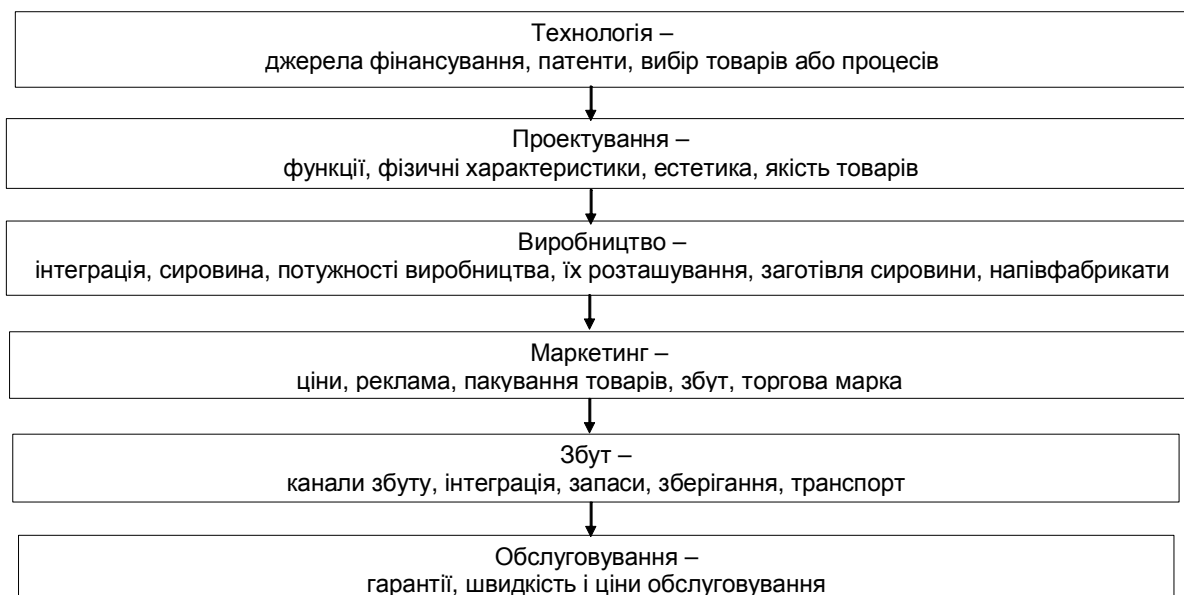 Технологія –
джерела фінансування, патенти, вибір товарів або процесів
Проектування –
функції, фізичні характеристики, естетика, якість товарів
Виробництво –
інтеграція, сировина, потужності виробництва, їх розташування, заготівля сировини, напівфабрикати
Маркетинг –
ціни, реклама, пакування товарів, збут, торгова марка
Збут –
канали збуту, інтеграція, запаси, зберігання, транспорт
Обслуговування –
гарантії, швидкість і ціни обслуговування